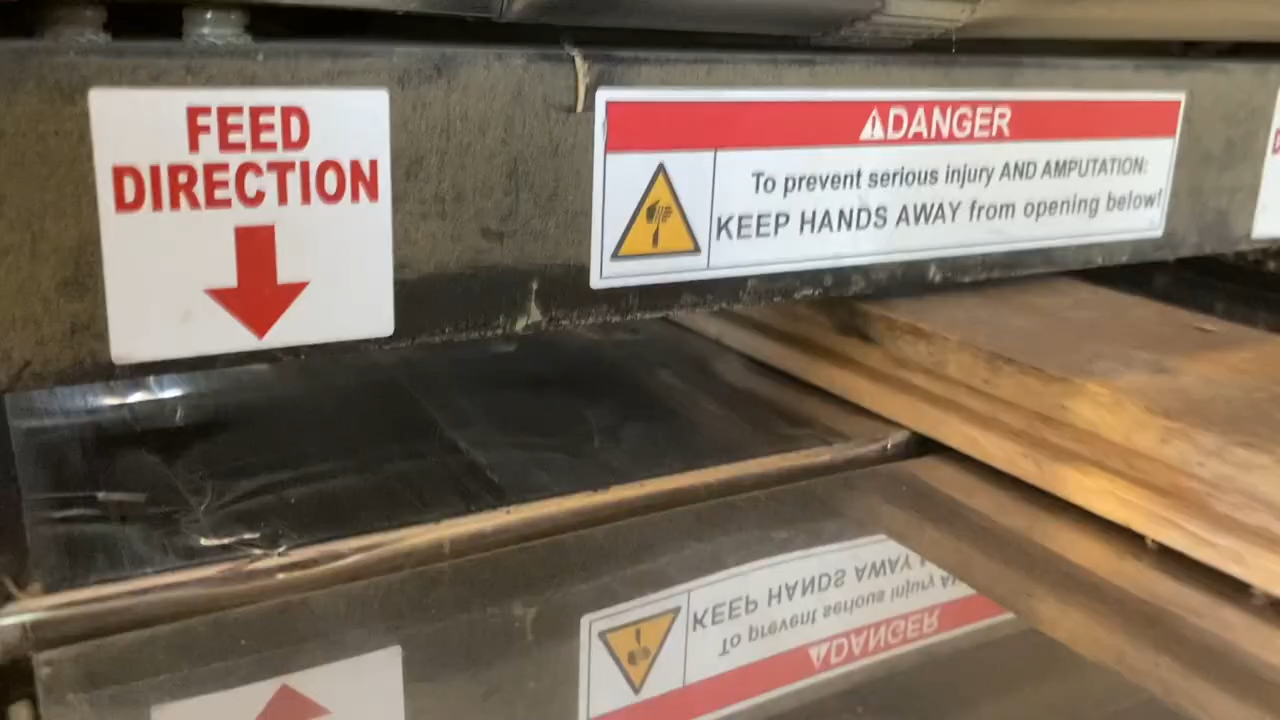 FEED
DIRECTION
DANGER
To prevent serious injury AND AMPUTATION:
KEEP HANDS AWAY from opening below!
KEEP HANDS AWAY
To prevent serious injury
DANGER